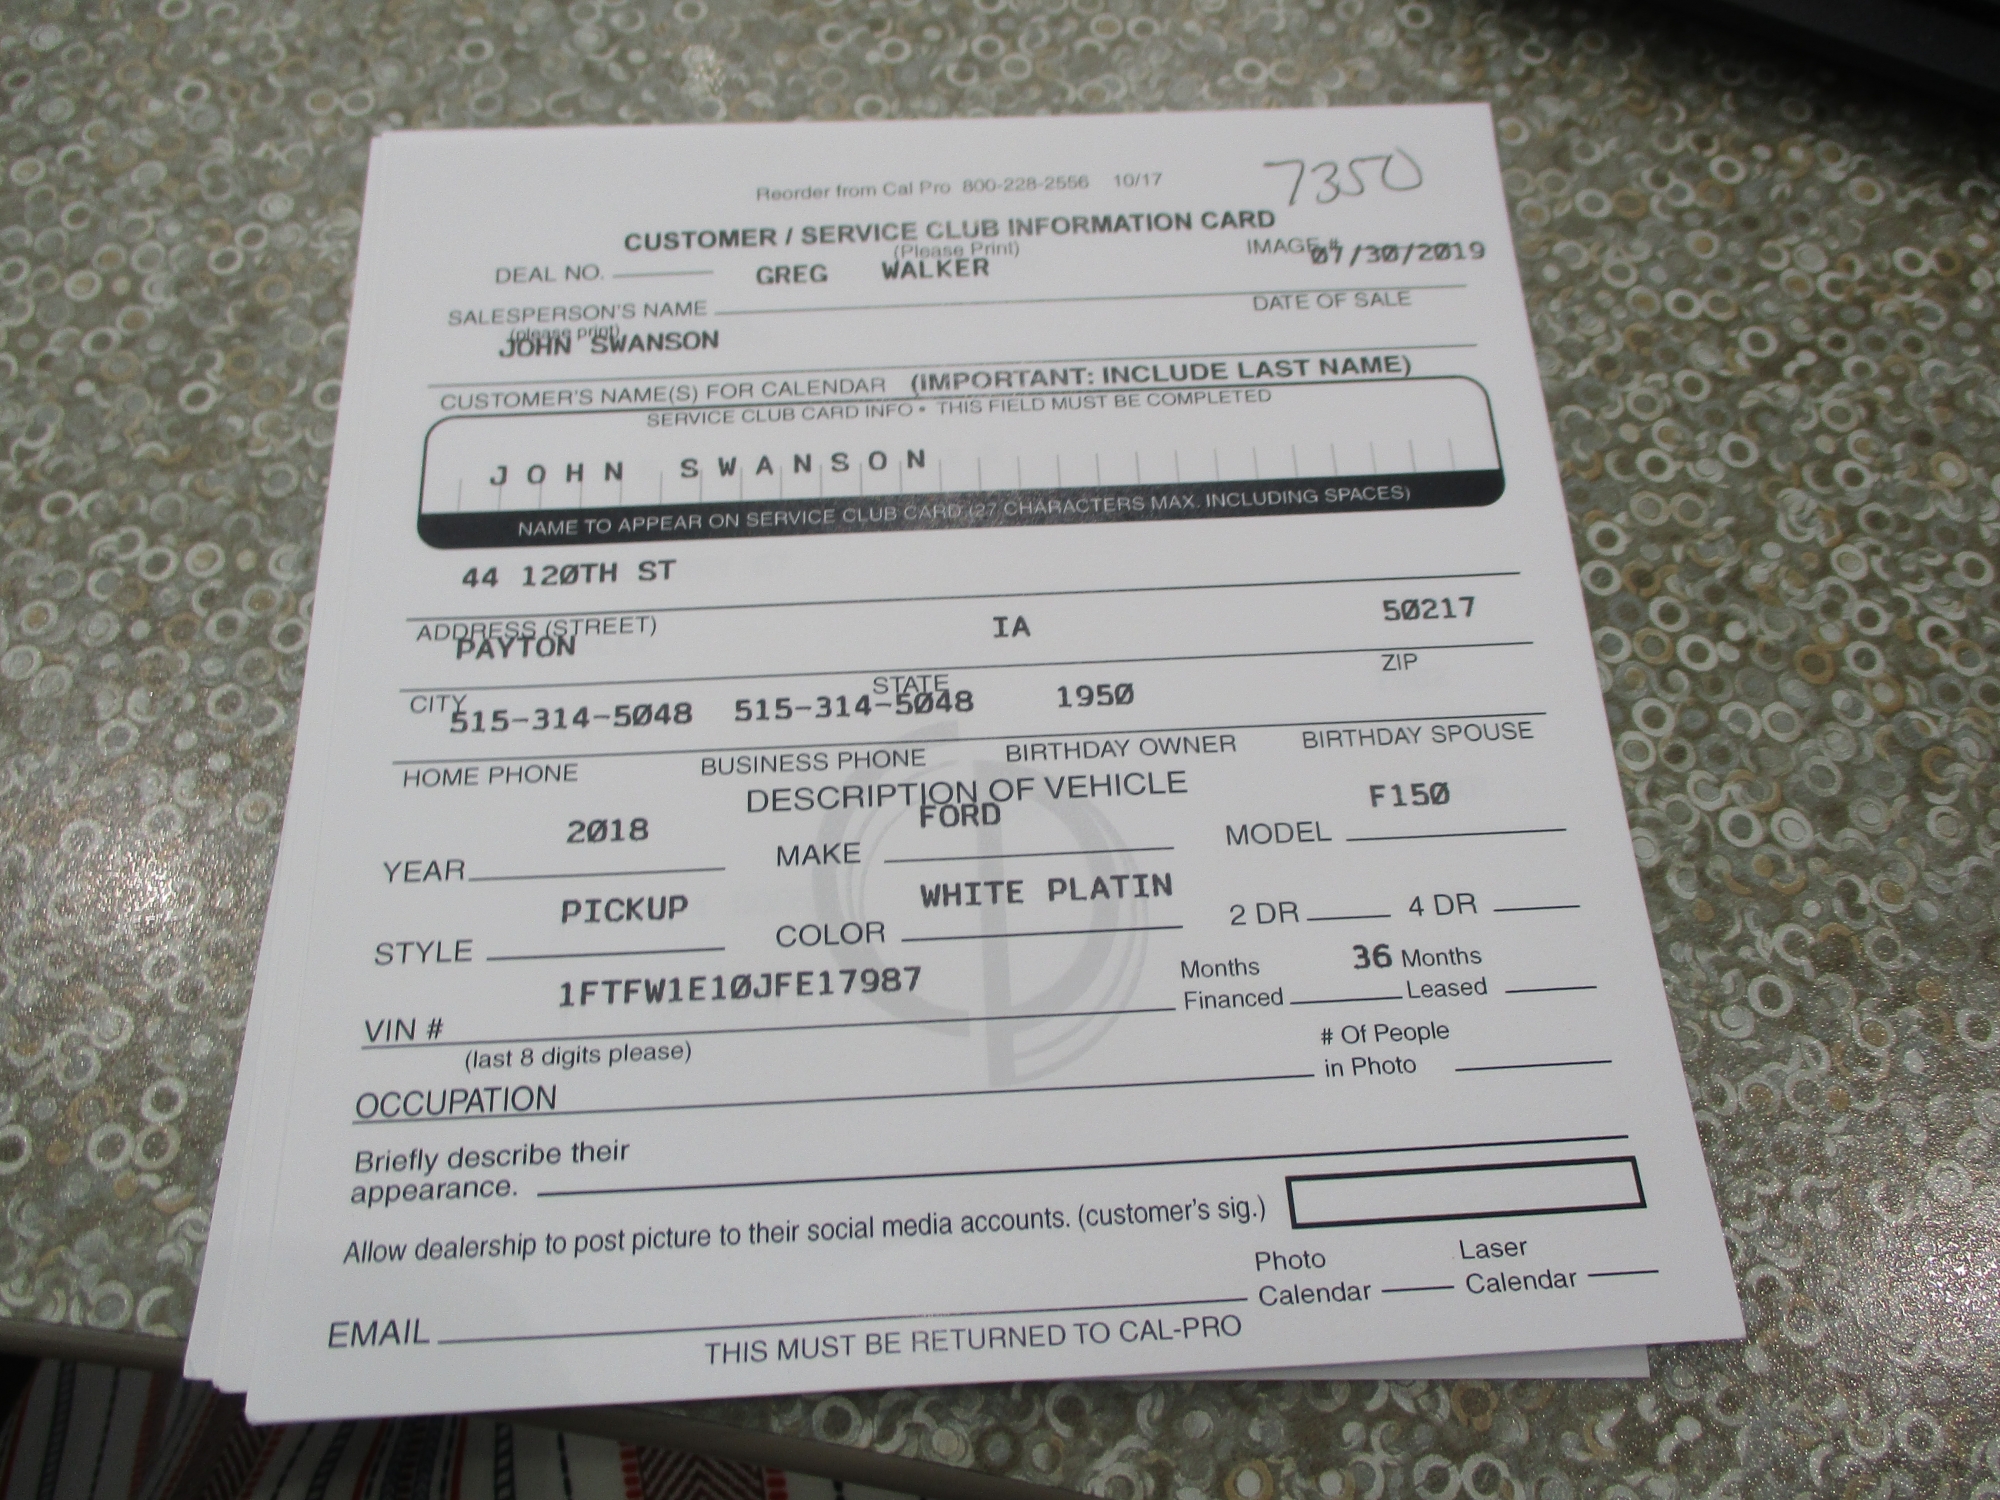 7350
Reorder from Cal Pro 800-228-2556 10/17
CUSTOMER / SERVICE CLUB INFORMATION CARD
(Please Print)
IMAGE #
07/30/2019
DEAL NO. GREG WALKER
SALESPERSON'S NAME DATE OF SALE
(please print)
JOHN SWANSON
CUSTOMER'S NAME(S) FOR CALENDAR (IMPORTANT: INCLUDE LAST NAME)
SERVICE CLUB CARD INFO • THIS FIELD MUST BE COMPLETED
JOHN SWANSON
NAME TO APPEAR ON SERVICE CLUB CARD (27 CHARACTERS MAX. INCLUDING SPACES)
44 120TH ST
ADDRESS (STREET)
PAYTON IA 50217
CITY STATE ZIP
515-314-5048 515-314-5048 1950
HOME PHONE BUSINESS PHONE BIRTHDAY OWNER BIRTHDAY SPOUSE
DESCRIPTION OF VEHICLE
2018 FORD F150
YEAR MAKE MODEL
PICKUP WHITE PLATIN
STYLE COLOR 2 DR 4 DR
1FTFW1E10JFE17987 Months 36 Months
VIN # Financed Leased
(last 8 digits please) # Of People
OCCUPATION in Photo
Briefly describe their
appearance.
Allow dealership to post picture to their social media accounts. (customer's sig.)
Photo Laser
EMAIL Calendar Calendar
THIS MUST BE RETURNED TO CAL-PRO